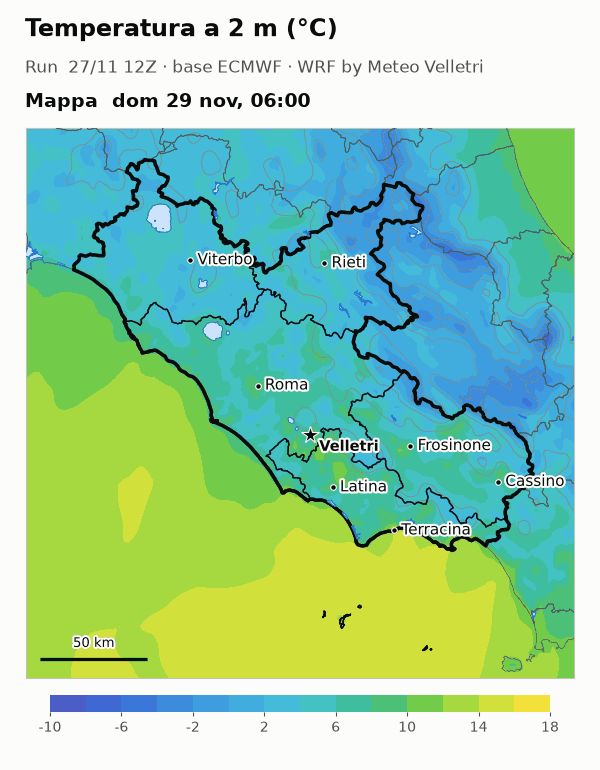 Temperatura a 2 m (°C)
Run 27/11 12Z · base ECMWF · WRF by Meteo Velletri
Mappa dom 29 nov, 06:00
Viterbo
Rieti
Roma
Velletri
Frosinone
Latina
Cassino
Terracina
50 km
-10 -6 -2 2 6 10 14 18